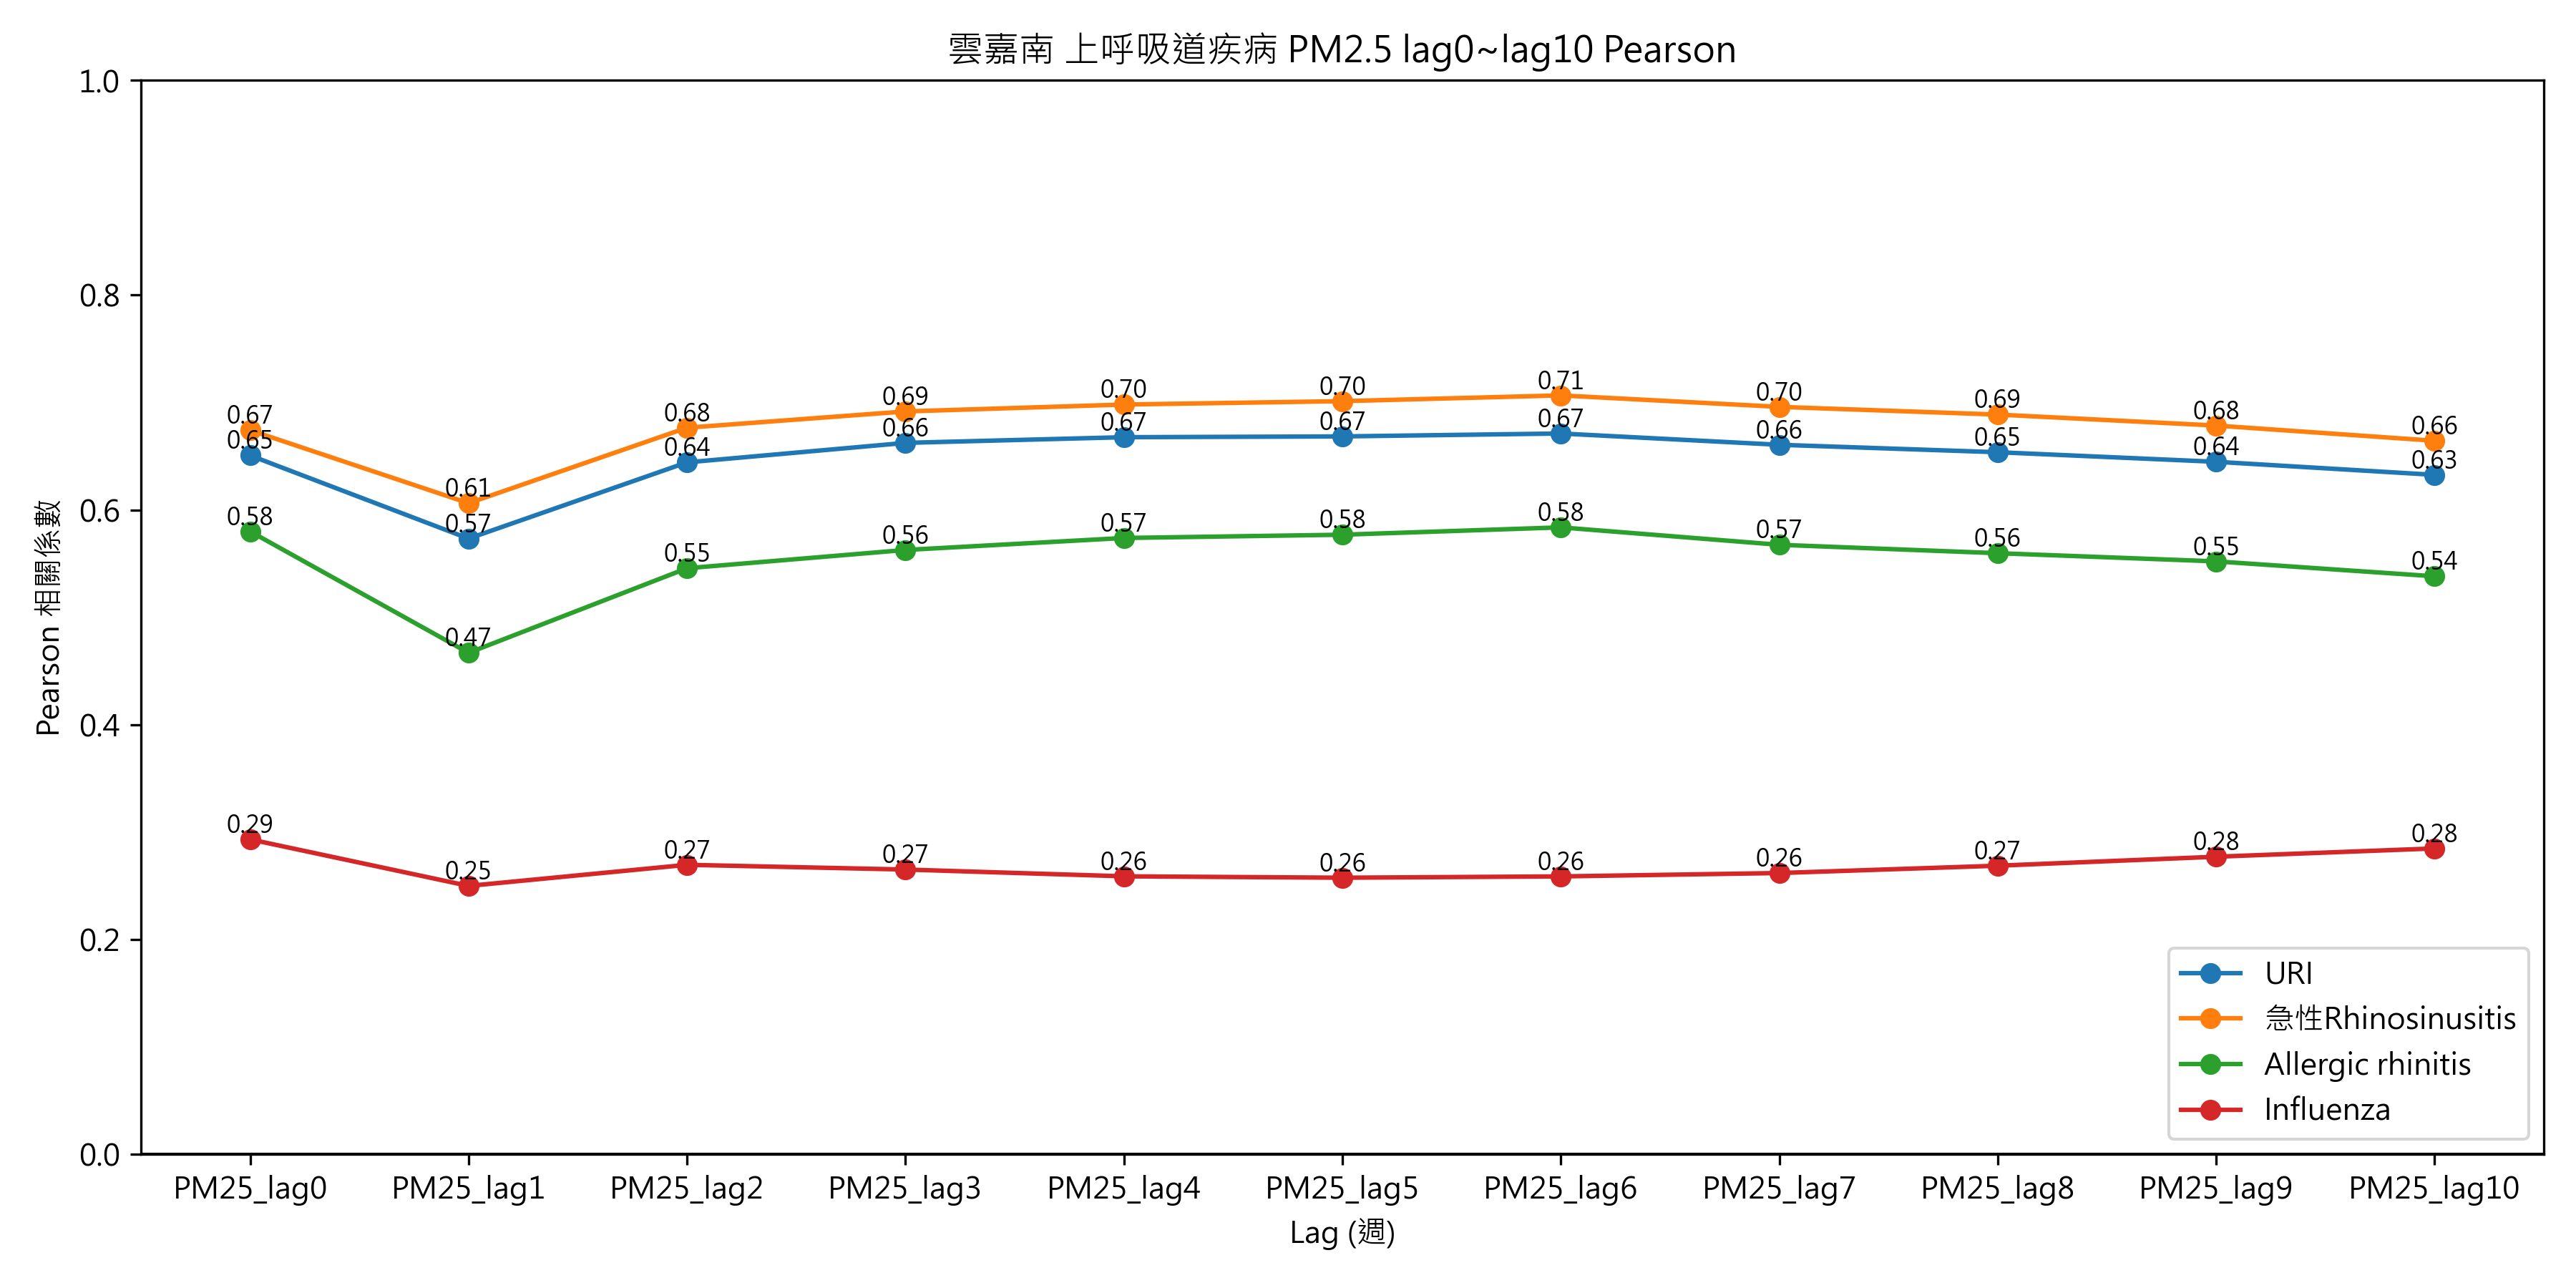 雲嘉南 上呼吸道疾病 PM2.5 lag0~lag10 Pearson
1.0
0.8
0.6
0.4
0.2
0.0
Pearson 相關係數
0.67 0.61 0.68 0.69 0.70 0.70 0.71 0.70 0.69 0.68 0.66
0.65 0.57 0.64 0.66 0.67 0.67 0.67 0.66 0.65 0.64 0.63
0.58 0.47 0.55 0.56 0.57 0.58 0.58 0.57 0.56 0.55 0.54
0.29 0.25 0.27 0.27 0.26 0.26 0.26 0.26 0.27 0.28 0.28
URI
急性Rhinosinusitis
Allergic rhinitis
Influenza
PM25_lag0 PM25_lag1 PM25_lag2 PM25_lag3 PM25_lag4 PM25_lag5 PM25_lag6 PM25_lag7 PM25_lag8 PM25_lag9 PM25_lag10
Lag (週)